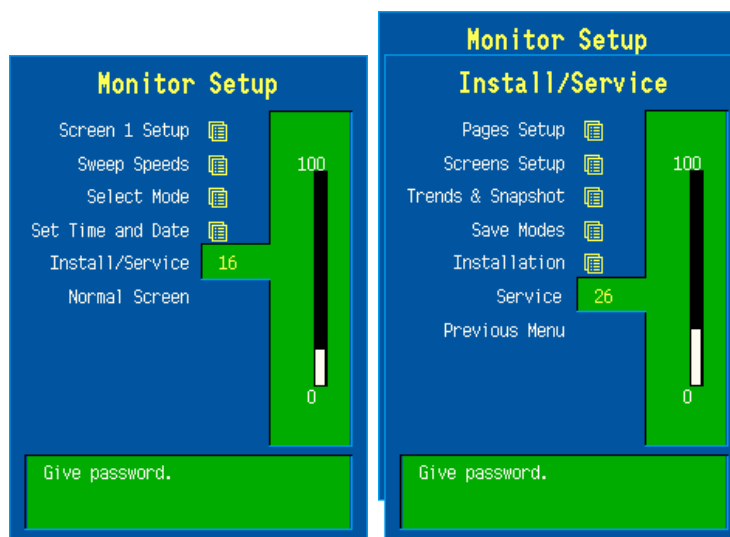 Monitor Setup
Screen 1 Setup
Sweep Speeds
Select Mode
Set Time and Date
Install/Service 16
Normal Screen
100
0
Give password.
Monitor Setup
Install/Service
Pages Setup
Screens Setup
Trends & Snapshot
Save Modes
Installation
Service 26
Previous Menu
100
0
Give password.